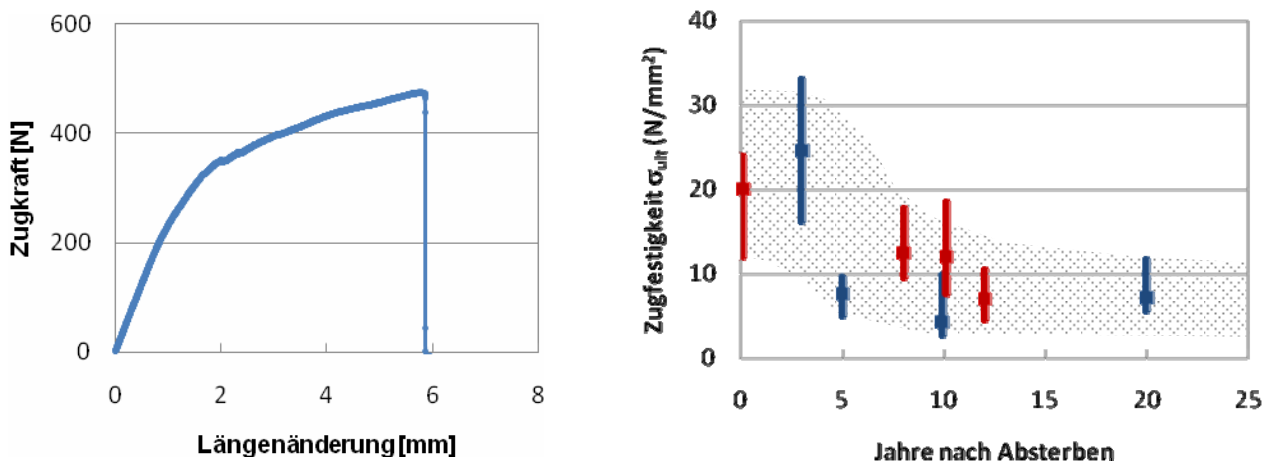 600
400
200
0
0 2 4 6 8
Zugkraft [N]
Längenänderung [mm]
40
30
20
10
0
0 5 10 15 20 25
Zugfestigkeit σult (N/mm²)
Jahre nach Absterben